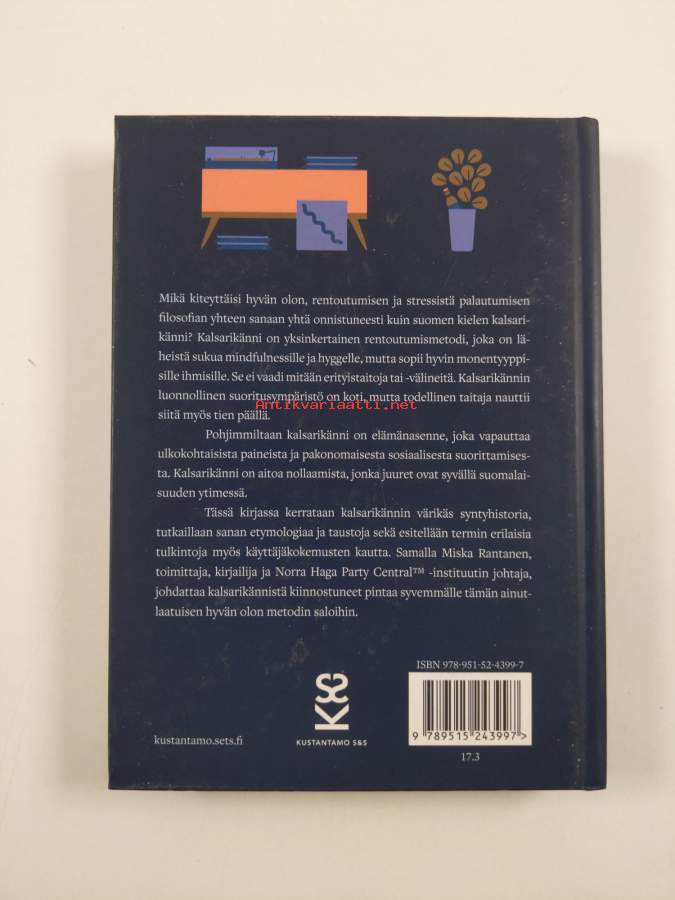 Mikä kiteyttäisi hyvän olon, rentoutumisen ja stressistä palautumisen
filosofian yhteen sanaan yhtä onnistuneesti kuin suomen kielen kalsari-
känni? Kalsarikänni on yksinkertainen rentoutumismetodi, joka on lä-
heistä sukua mindfulnessille ja hyggelle, mutta sopii hyvin monentyyppi-
sille ihmisille. Se ei vaadi mitään erityistaitoja tai -välineitä. Kalsarikännin
luonnollinen suoritusympäristö on koti, mutta todellinen taitaja nauttii
Antikvariaatti.net
siitä myös tien päällä.
Pohjimmiltaan kalsarikänni on elämänasenne, joka vapauttaa
ulkokohtaisista paineista ja pakonomaisesta sosiaalisesta suorittamises-
ta. Kalsarikänni on aitoa nollaamista, jonka juuret ovat syvällä suomalai-
suuden ytimessä.
Tässä kirjassa kerrataan kalsarikännin värikäs syntyhistoria,
tutkaillaan sanan etymologiaa ja taustoja sekä esitellään termin erilaisia
tulkintoja myös käyttäjäkokemusten kautta. Samalla Miska Rantanen,
toimittaja, kirjailija ja Norra Haga Party Central™ -instituutin johtaja,
johdattaa kalsarikännistä kiinnostuneet pintaa syvemmälle tämän ainut-
laatuisen hyvän olon metodin saloihin.
ISBN 978-951-52-4399-7
K&S
kustantamo.sets.fi
KUSTANTAMO S&S
9 789515 243997 >
17.3